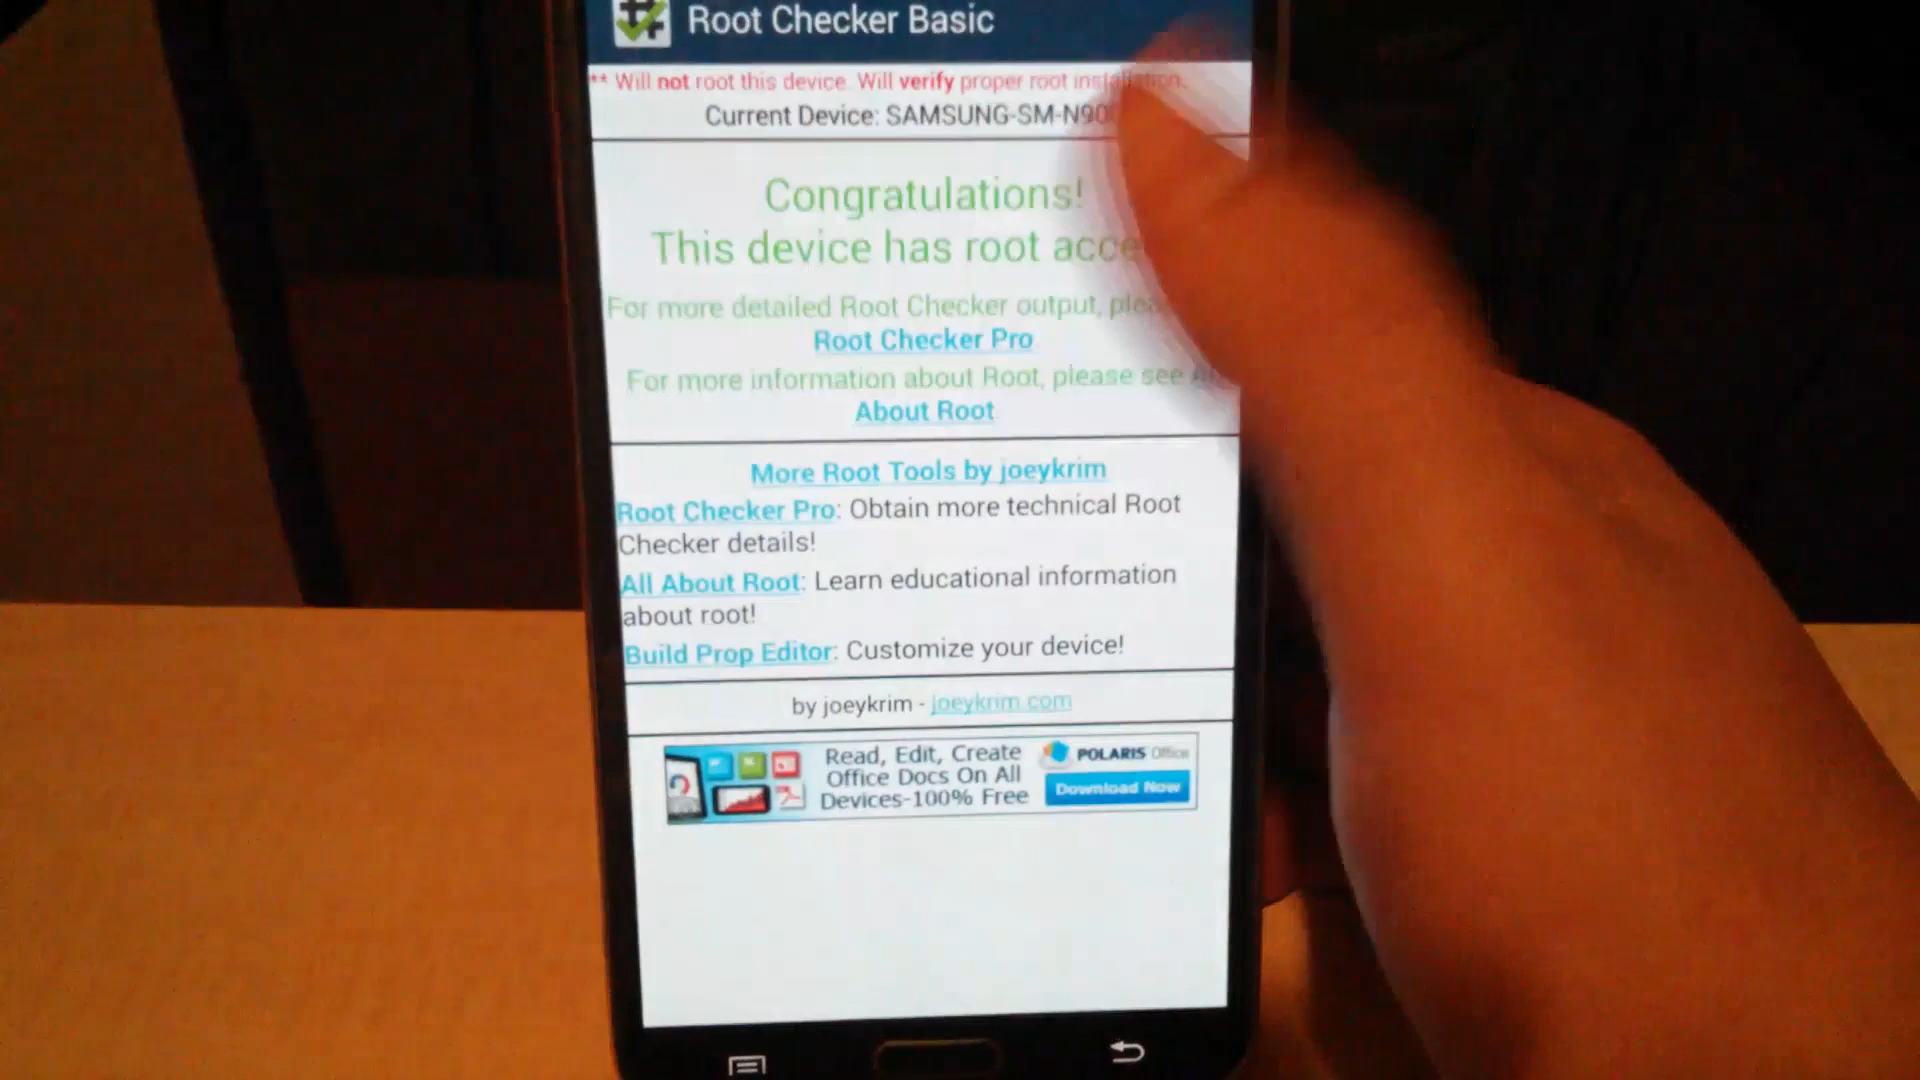 Root Checker Basic
** Will not root this device. Will verify proper root installation.
Current Device: SAMSUNG-SM-N90
Congratulations!
This device has root acce
For more detailed Root Checker output, plea
Root Checker Pro
For more information about Root, please see
About Root
More Root Tools by joeykrim
Root Checker Pro: Obtain more technical Root
Checker details!
All About Root: Learn educational information
about root!
Build Prop Editor: Customize your device!
by joeykrim - joeykrim.com
Read, Edit, Create
Office Docs On All
Devices-100% Free
POLARIS Office
Download Now